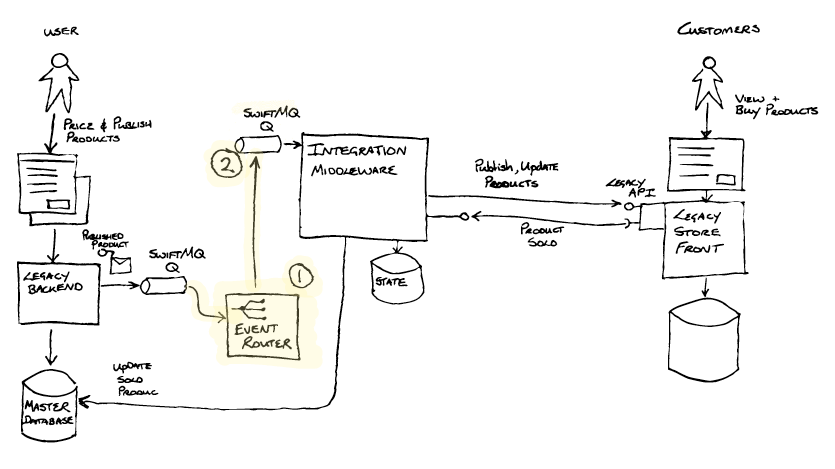 USER
CUSTOMERS
PRICE & PUBLISH
PRODUCTS
VIEW +
BUY PRODUCTS
SWIFTMQ
Q
②
INTEGRATION
MIDDLEWARE
PUBLISH, UPDATE
PRODUCTS
LEGACY
API
PRODUCT
SOLD
LEGACY
STORE
FRONT
PUBLISHED
PRODUCT
SWIFTMQ
Q
LEGACY
BACKEND
①
EVENT
ROUTER
STATE
UPDATE
SOLD
PRODUC
MASTER
DATABASE